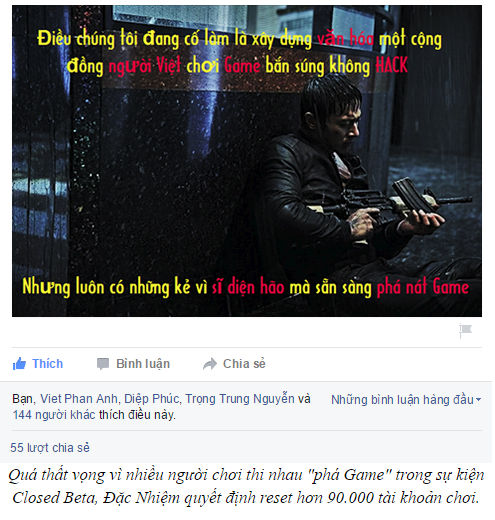 Điều chúng tôi đang cố làm là xây dựng văn hóa một cộng
đồng người Việt chơi Game bắn súng không HACK
Nhưng luôn có những kẻ vì sĩ diện hão mà sẵn sàng phá nát Game
Thích Bình luận Chia sẻ
Bạn, Viet Phan Anh, Diệp Phúc, Trọng Trung Nguyễn và Những bình luận hàng đầu
144 người khác thích điều này.
55 lượt chia sẻ
Quá thất vọng vì nhiều người chơi thi nhau "phá Game" trong sự kiện
Closed Beta, Đặc Nhiệm quyết định reset hơn 90.000 tài khoản chơi.